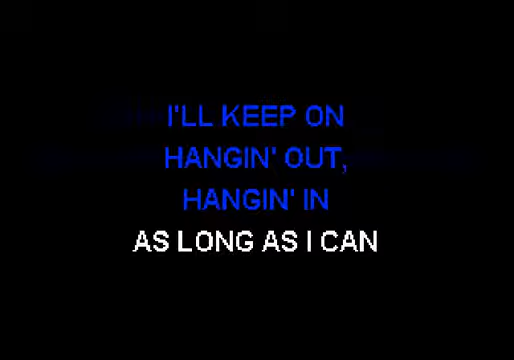 I'LL KEEP ON
HANGIN' OUT,
HANGIN' IN
AS LONG AS I CAN